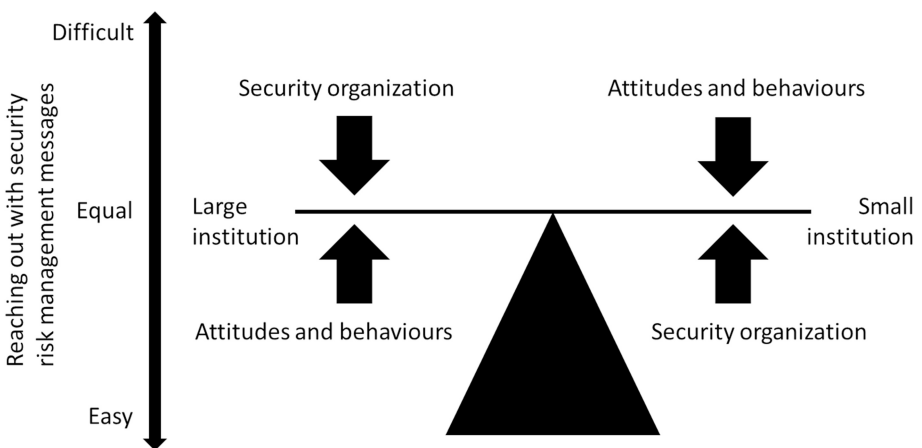 Difficult
Reaching out with security
risk management messages
Equal
Easy
Security organization
Attitudes and behaviours
Large
institution
Small
institution
Attitudes and behaviours
Security organization